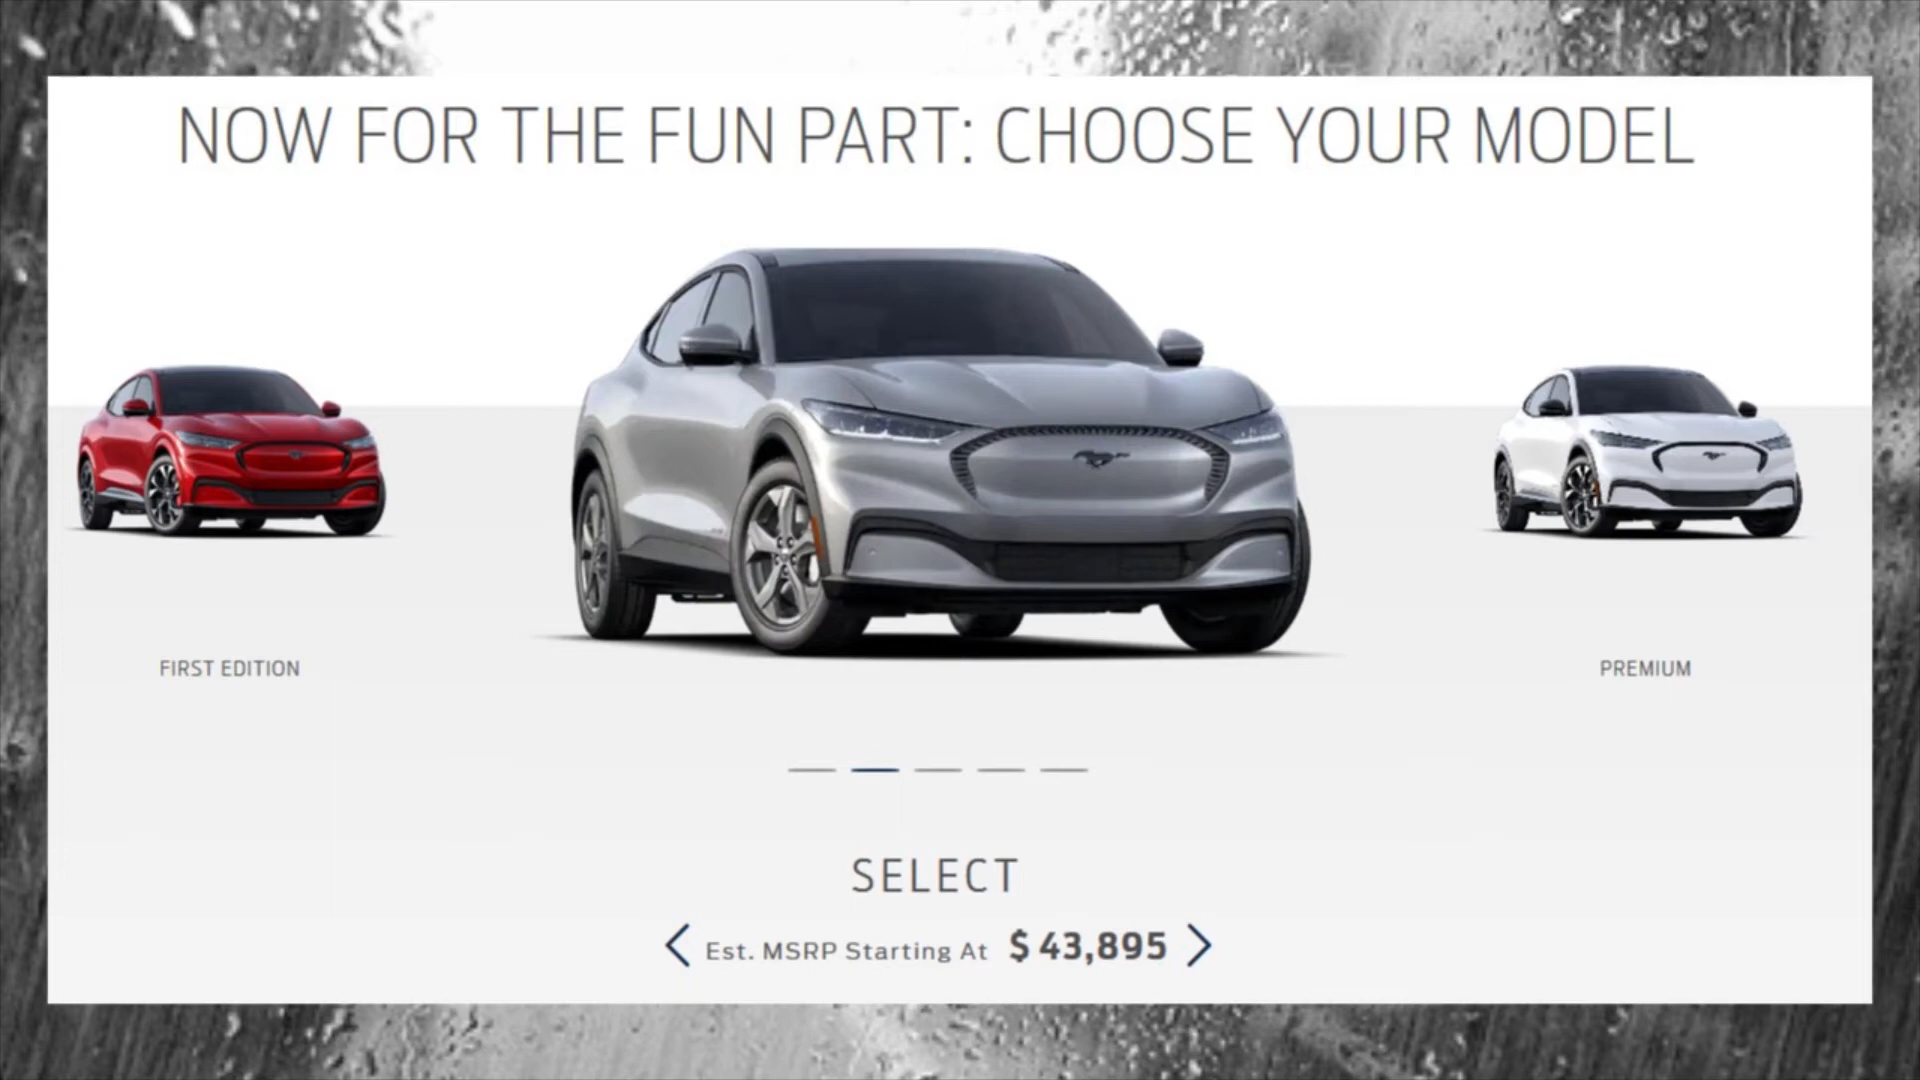 NOW FOR THE FUN PART: CHOOSE YOUR MODEL
FIRST EDITION
PREMIUM
SELECT
Est. MSRP Starting At $ 43,895